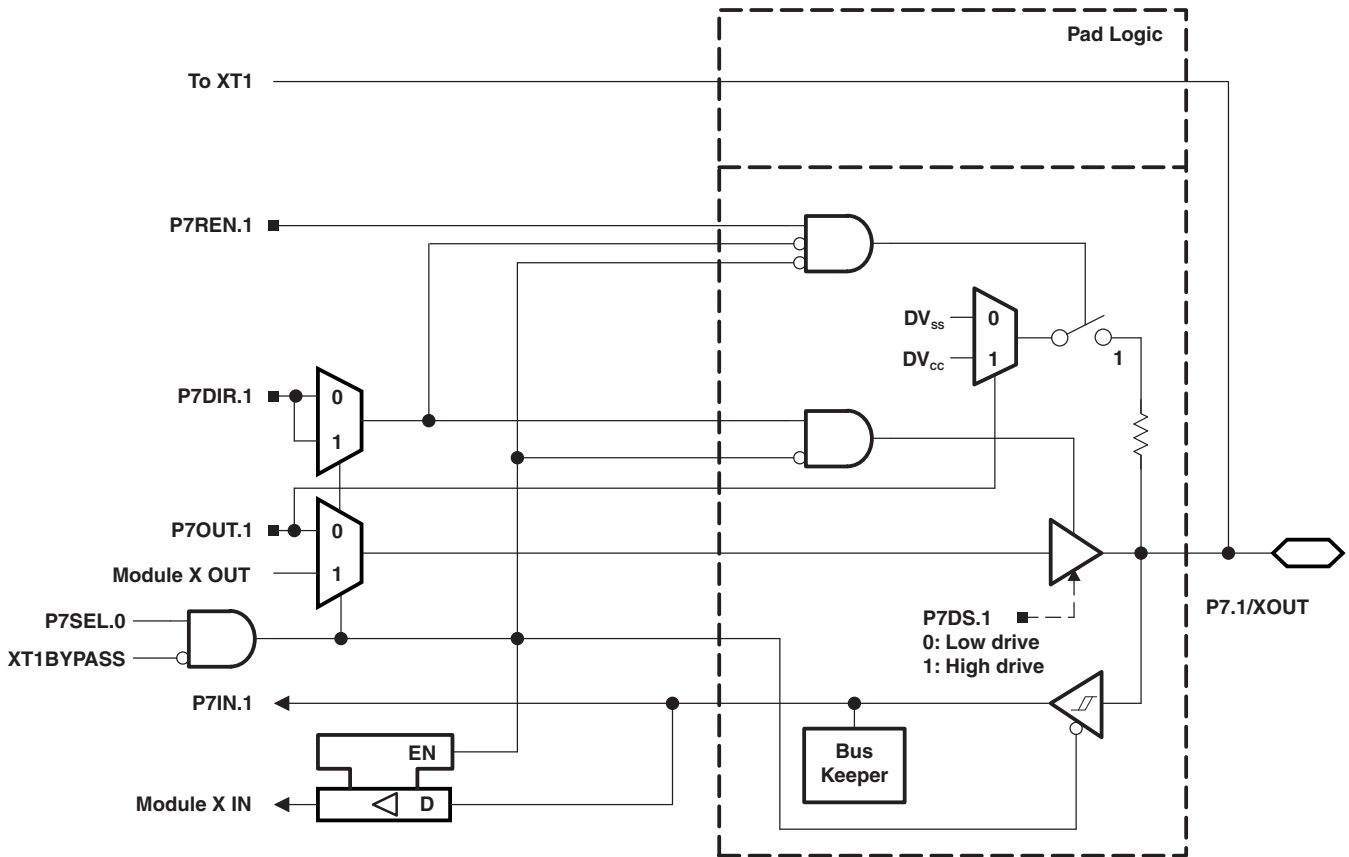 Pad Logic
To XT1
P7REN.1
DVss
0
DVcc
1
1
P7DIR.1
0
1
P7OUT.1
0
Module X OUT
1
P7SEL.0
XT1BYPASS
P7DS.1
0: Low drive
1: High drive
P7.1/XOUT
P7IN.1
EN
Bus
Keeper
Module X IN
D